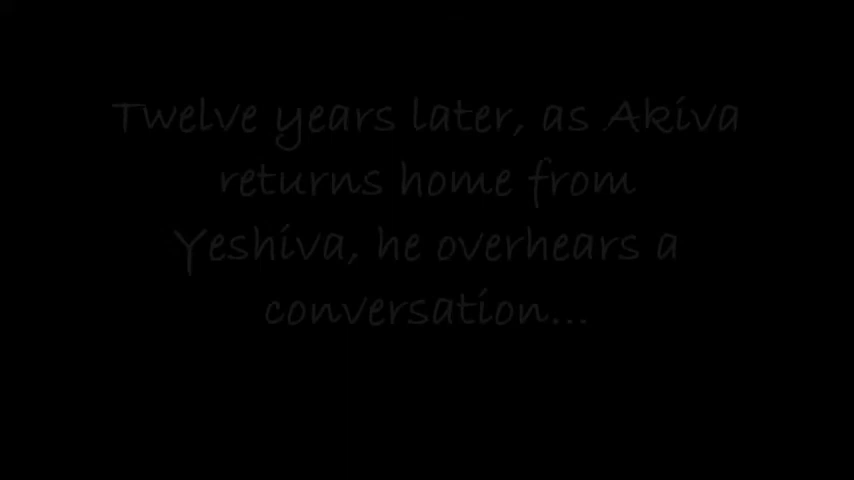 Twelve years later, as Akiva
returns home from
Yeshiva, he overhears a
conversation...